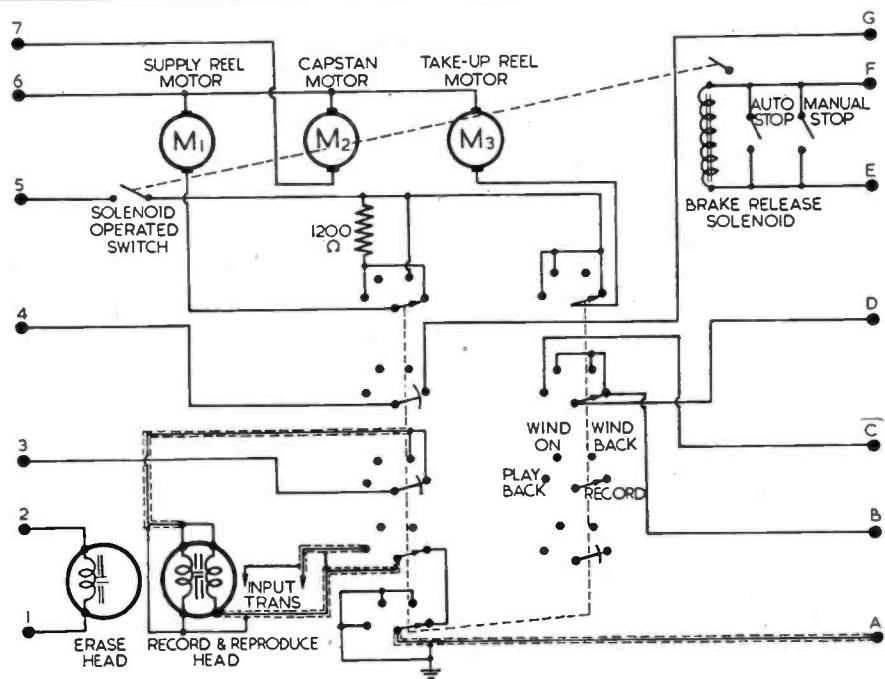 7
G
SUPPLY REEL
MOTOR
CAPSTAN
MOTOR
TAKE-UP REEL
MOTOR
6
F
M1
M2
M3
AUTO
STOP
MANUAL
STOP
5
E
SOLENOID
OPERATED
SWITCH
1200
Ω
BRAKE RELEASE
SOLENOID
4
D
WIND
ON
WIND
BACK
C
3
PLAY
BACK
RECORD
2
B
INPUT
TRANS
1
A
ERASE
HEAD
RECORD & REPRODUCE
HEAD